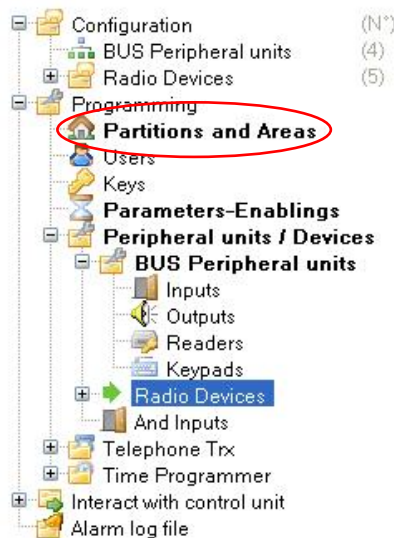 Configuration (N°)
BUS Peripheral units (4)
Radio Devices (5)
Programming
Partitions and Areas
Users
Keys
Parameters-Enablings
Peripheral units / Devices
BUS Peripheral units
Inputs
Outputs
Readers
Keypads
Radio Devices
And Inputs
Telephone Trx
Time Programmer
Interact with control unit
Alarm log file